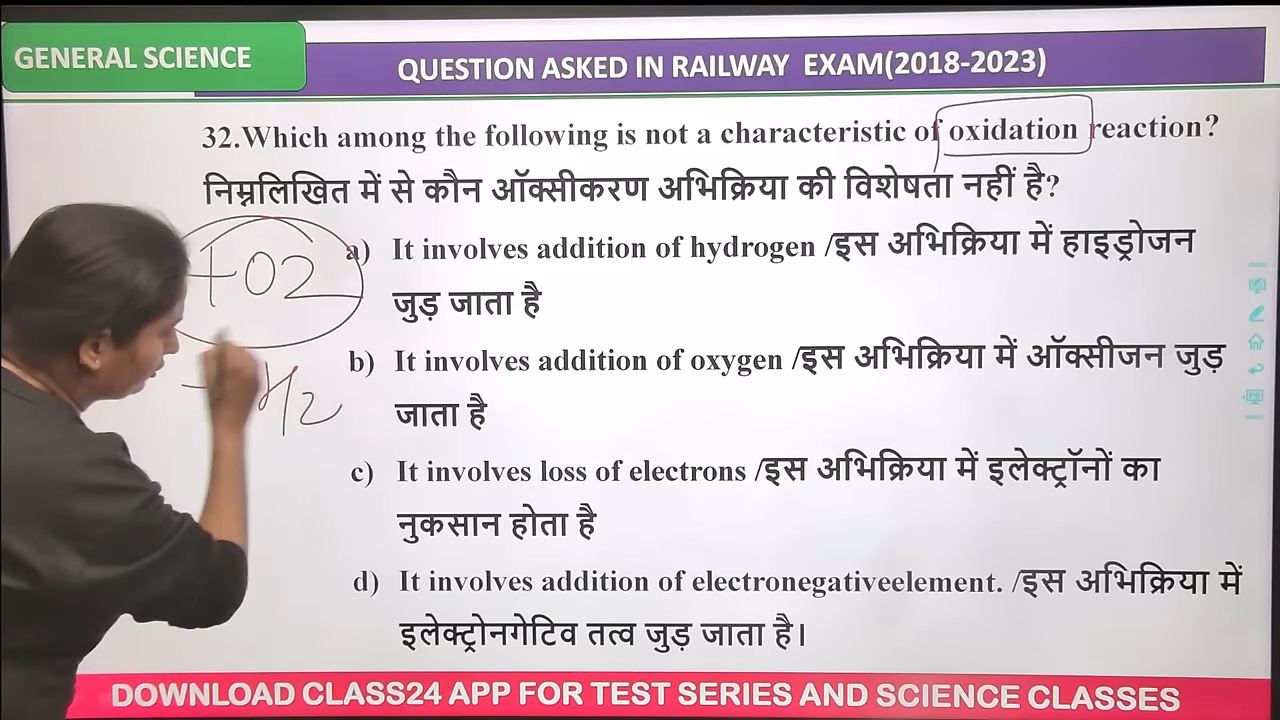 GENERAL SCIENCE
QUESTION ASKED IN RAILWAY EXAM(2018-2023)
32.Which among the following is not a characteristic of oxidation reaction?
निम्नलिखित में से कौन ऑक्सीकरण अभिक्रिया की विशेषता नहीं है?
a) It involves addition of hydrogen /इस अभिक्रिया में हाइड्रोजन
जुड़ जाता है
+O2
b) It involves addition of oxygen /इस अभिक्रिया में ऑक्सीजन जुड़
जाता है
-H2
c) It involves loss of electrons /इस अभिक्रिया में इलेक्ट्रॉनों का
नुकसान होता है
d) It involves addition of electronegativeelement. /इस अभिक्रिया में
इलेक्ट्रोनगेटिव तत्व जुड़ जाता है।
DOWNLOAD CLASS24 APP FOR TEST SERIES AND SCIENCE CLASSES